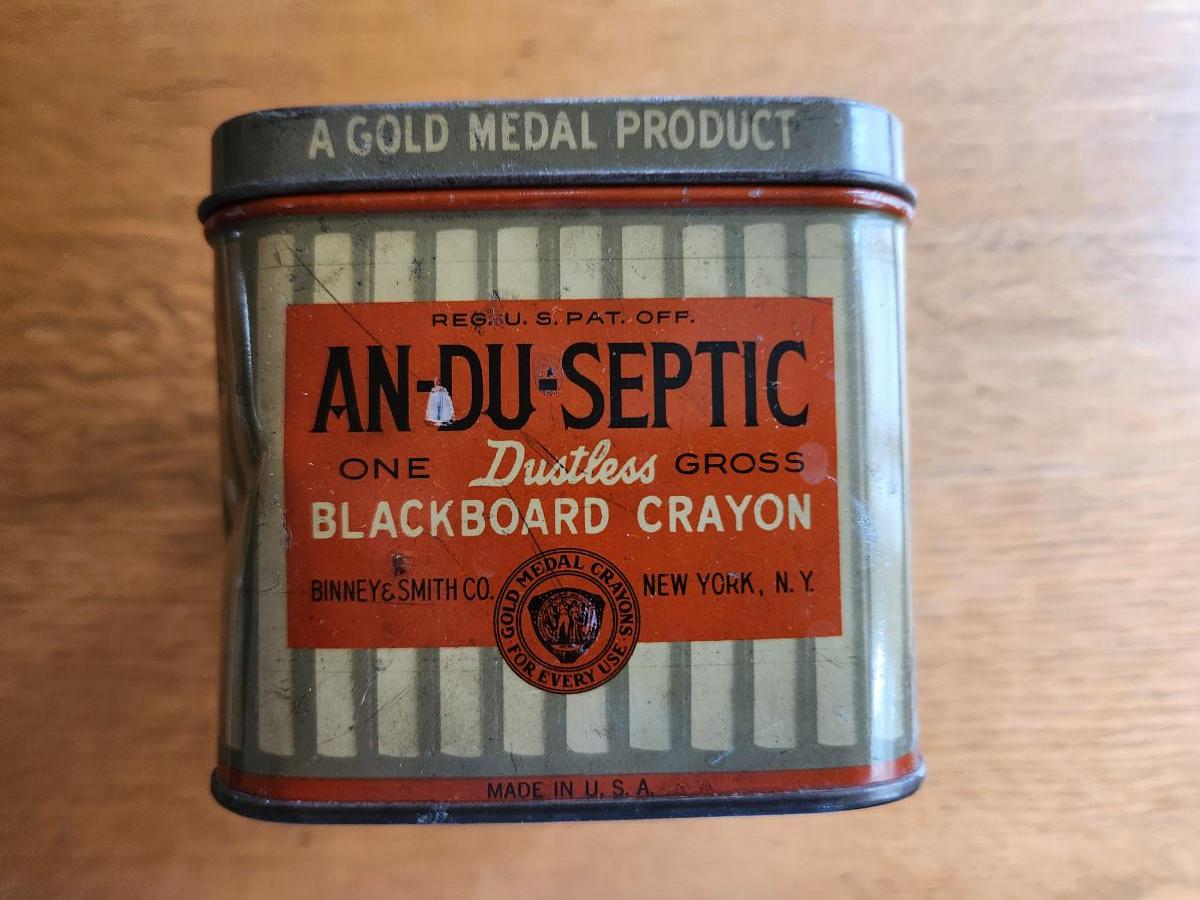 A GOLD MEDAL PRODUCT
REG. U. S. PAT. OFF.
AN-DU-SEPTIC
ONE Dustless GROSS
BLACKBOARD CRAYON
BINNEY & SMITH CO. NEW YORK, N. Y.
GOLD MEDAL CRAYONS
· FOR EVERY USE ·
MADE IN U. S. A.